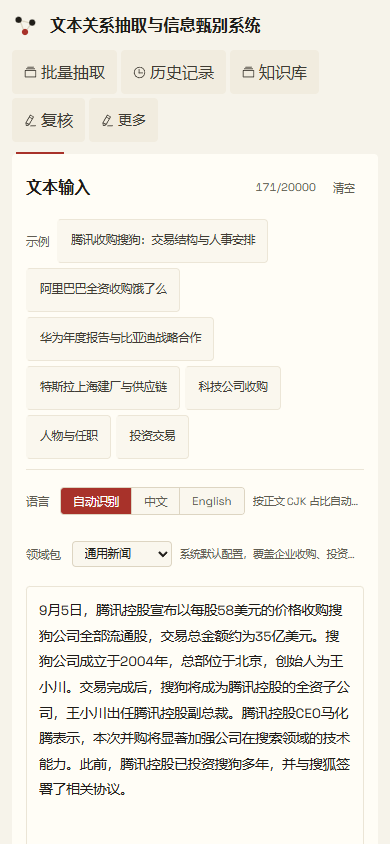 文本关系抽取与信息甄别系统
批量抽取 历史记录 知识库
复核 更多
文本输入 171/20000 清空
示例 腾讯收购搜狗：交易结构与人事安排
阿里巴巴全资收购饿了么
华为年度报告与比亚迪战略合作
特斯拉上海建厂与供应链 科技公司收购
人物与任职 投资交易
语言 自动识别 中文 English 按正文 CJK 占比自动...
领域包 通用新闻 系统默认配置，覆盖企业收购、投资...
9月5日，腾讯控股宣布以每股58美元的价格收购搜
狗公司全部流通股，交易总金额约为35亿美元。搜
狗公司成立于2004年，总部位于北京，创始人为王
小川。交易完成后，搜狗将成为腾讯控股的全资子公
司，王小川出任腾讯控股副总裁。腾讯控股CEO马化
腾表示，本次并购将显著加强公司在搜索领域的技术
能力。此前，腾讯控股已投资搜狗多年，并与搜狐签
署了相关协议。